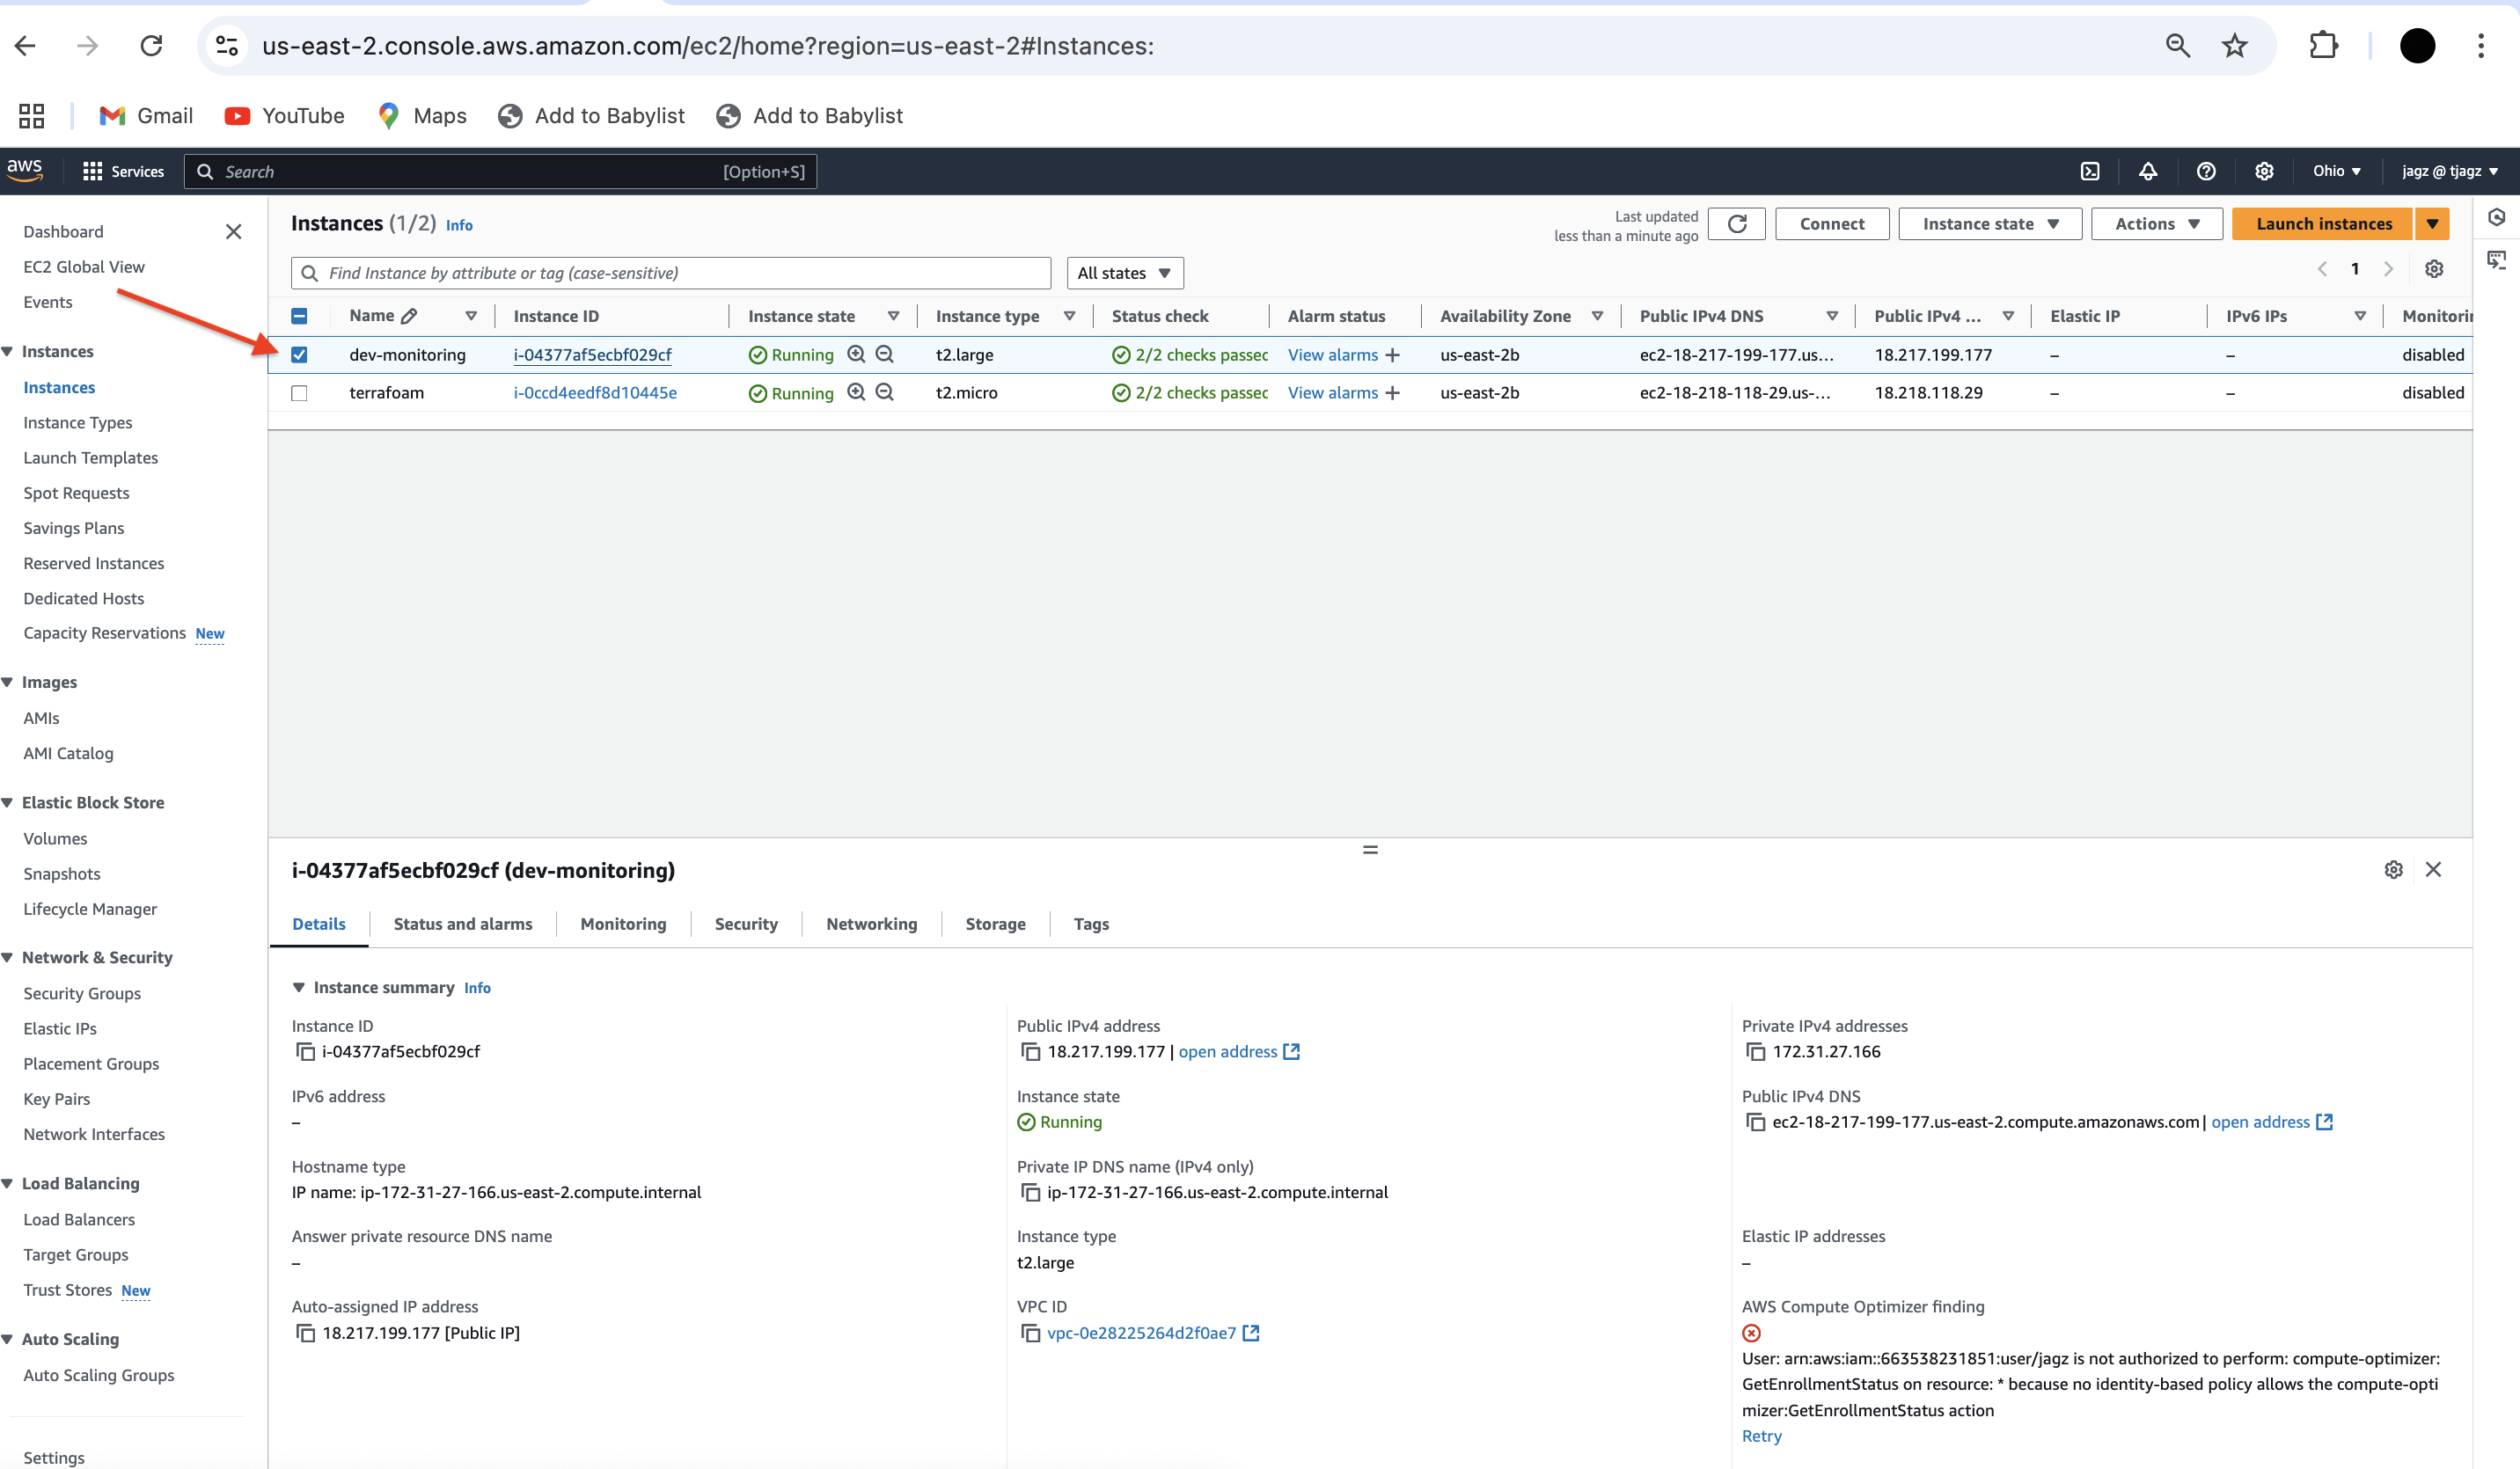 us-east-2.console.aws.amazon.com/ec2/home?region=us-east-2#Instances:
Gmail YouTube Maps Add to Babylist Add to Babylist
aws Services Search [Option+S] Ohio jagz @ tjagz
Dashboard
EC2 Global View
Events
Instances
Instances
Instance Types
Launch Templates
Spot Requests
Savings Plans
Reserved Instances
Dedicated Hosts
Capacity Reservations New
Images
AMIs
AMI Catalog
Elastic Block Store
Volumes
Snapshots
Lifecycle Manager
Network & Security
Security Groups
Elastic IPs
Placement Groups
Key Pairs
Network Interfaces
Load Balancing
Load Balancers
Target Groups
Trust Stores New
Auto Scaling
Auto Scaling Groups
Settings
Instances (1/2) Info
Last updated
less than a minute ago
Connect Instance state Actions Launch instances
Find Instance by attribute or tag (case-sensitive) All states 1
Name Instance ID Instance state Instance type Status check Alarm status Availability Zone Public IPv4 DNS Public IPv4 ... Elastic IP IPv6 IPs Monitorin
dev-monitoring i-04377af5ecbf029cf Running t2.large 2/2 checks passed View alarms + us-east-2b ec2-18-217-199-177.us... 18.217.199.177 – – disabled
terrafoam i-0ccd4eedf8d10445e Running t2.micro 2/2 checks passed View alarms + us-east-2b ec2-18-218-118-29.us-... 18.218.118.29 – – disabled
i-04377af5ecbf029cf (dev-monitoring)
Details Status and alarms Monitoring Security Networking Storage Tags
Instance summary Info
Instance ID
i-04377af5ecbf029cf
Public IPv4 address
18.217.199.177 | open address
Private IPv4 addresses
172.31.27.166
IPv6 address
–
Instance state
Running
Public IPv4 DNS
ec2-18-217-199-177.us-east-2.compute.amazonaws.com | open address
Hostname type
IP name: ip-172-31-27-166.us-east-2.compute.internal
Private IP DNS name (IPv4 only)
ip-172-31-27-166.us-east-2.compute.internal
Answer private resource DNS name
–
Instance type
t2.large
Elastic IP addresses
–
Auto-assigned IP address
18.217.199.177 [Public IP]
VPC ID
vpc-0e28225264d2f0ae7
AWS Compute Optimizer finding
User: arn:aws:iam::663538231851:user/jagz is not authorized to perform: compute-optimizer:
GetEnrollmentStatus on resource: * because no identity-based policy allows the compute-opti
mizer:GetEnrollmentStatus action
Retry